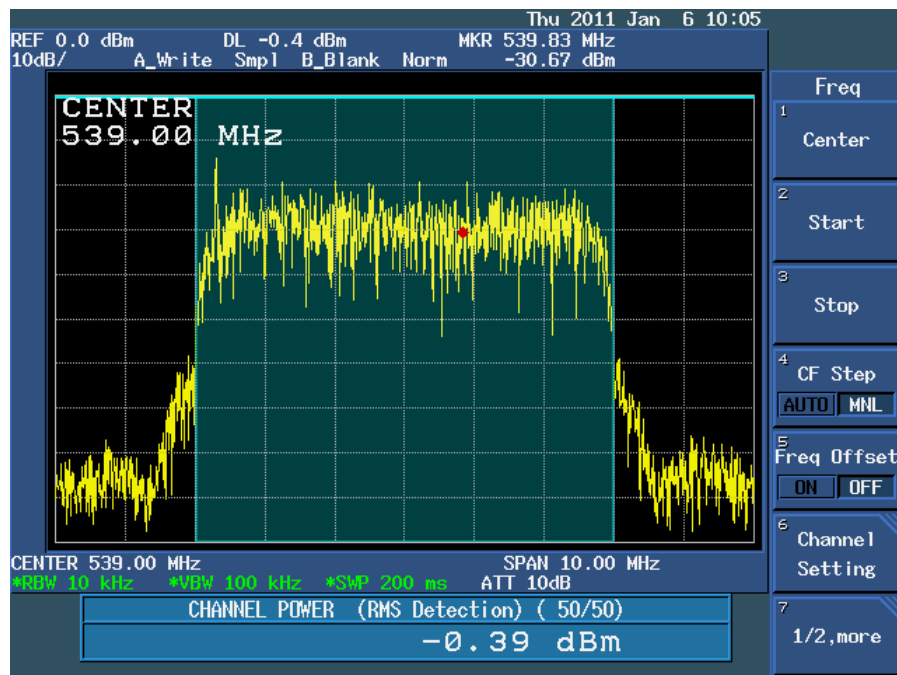 Thu 2011 Jan 6 10:05
REF 0.0 dBm DL -0.4 dBm MKR 539.83 MHz
10dB/ A_Write Smpl B_Blank Norm -30.67 dBm
CENTER
539.00 MHz
Freq
1
Center
2
Start
3
Stop
4
CF Step
AUTO MNL
5
Freq Offset
ON OFF
6
Channel
Setting
7
1/2,more
CENTER 539.00 MHz SPAN 10.00 MHz
*RBW 10 kHz *VBW 100 kHz *SWP 200 ms ATT 10dB
CHANNEL POWER (RMS Detection) ( 50/50)
-0.39 dBm